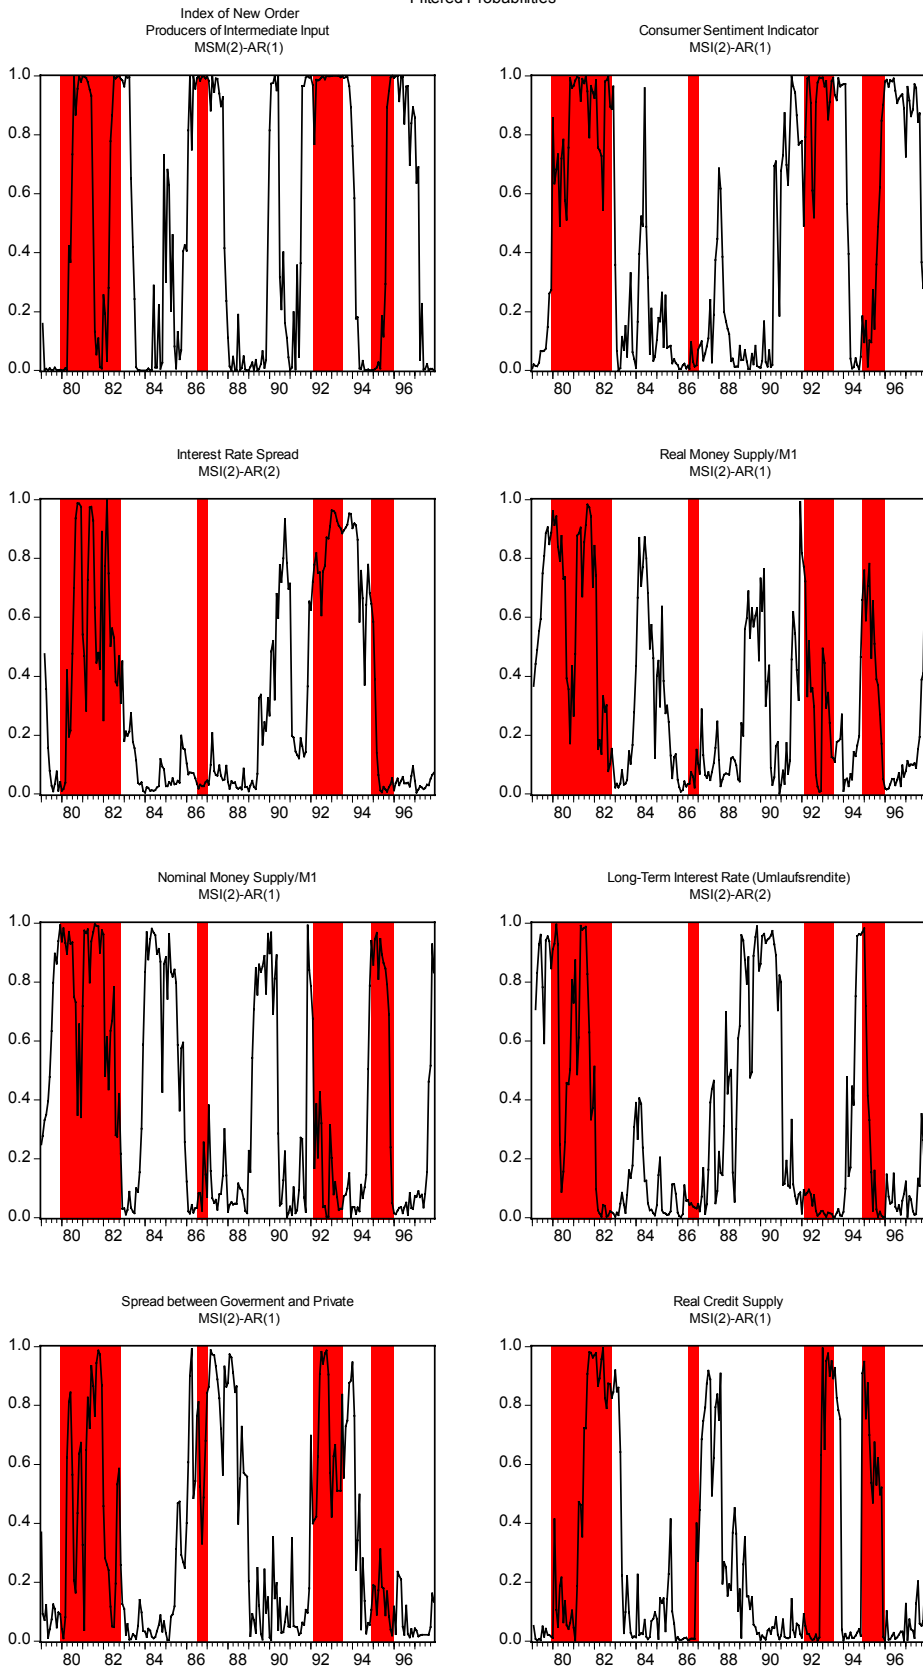 Filtered Probabilities
Index of New Order
Producers of Intermediate Input
MSM(2)-AR(1)
1.0
0.8
0.6
0.4
0.2
0.0
80 82 84 86 88 90 92 94 96
Consumer Sentiment Indicator
MSI(2)-AR(1)
1.0
0.8
0.6
0.4
0.2
0.0
80 82 84 86 88 90 92 94 96
Interest Rate Spread
MSI(2)-AR(2)
1.0
0.8
0.6
0.4
0.2
0.0
80 82 84 86 88 90 92 94 96
Real Money Supply/M1
MSI(2)-AR(1)
1.0
0.8
0.6
0.4
0.2
0.0
80 82 84 86 88 90 92 94 96
Nominal Money Supply/M1
MSI(2)-AR(1)
1.0
0.8
0.6
0.4
0.2
0.0
80 82 84 86 88 90 92 94 96
Long-Term Interest Rate (Umlaufsrendite)
MSI(2)-AR(2)
1.0
0.8
0.6
0.4
0.2
0.0
80 82 84 86 88 90 92 94 96
Spread between Goverment and Private
MSI(2)-AR(1)
1.0
0.8
0.6
0.4
0.2
0.0
80 82 84 86 88 90 92 94 96
Real Credit Supply
MSI(2)-AR(1)
1.0
0.8
0.6
0.4
0.2
0.0
80 82 84 86 88 90 92 94 96